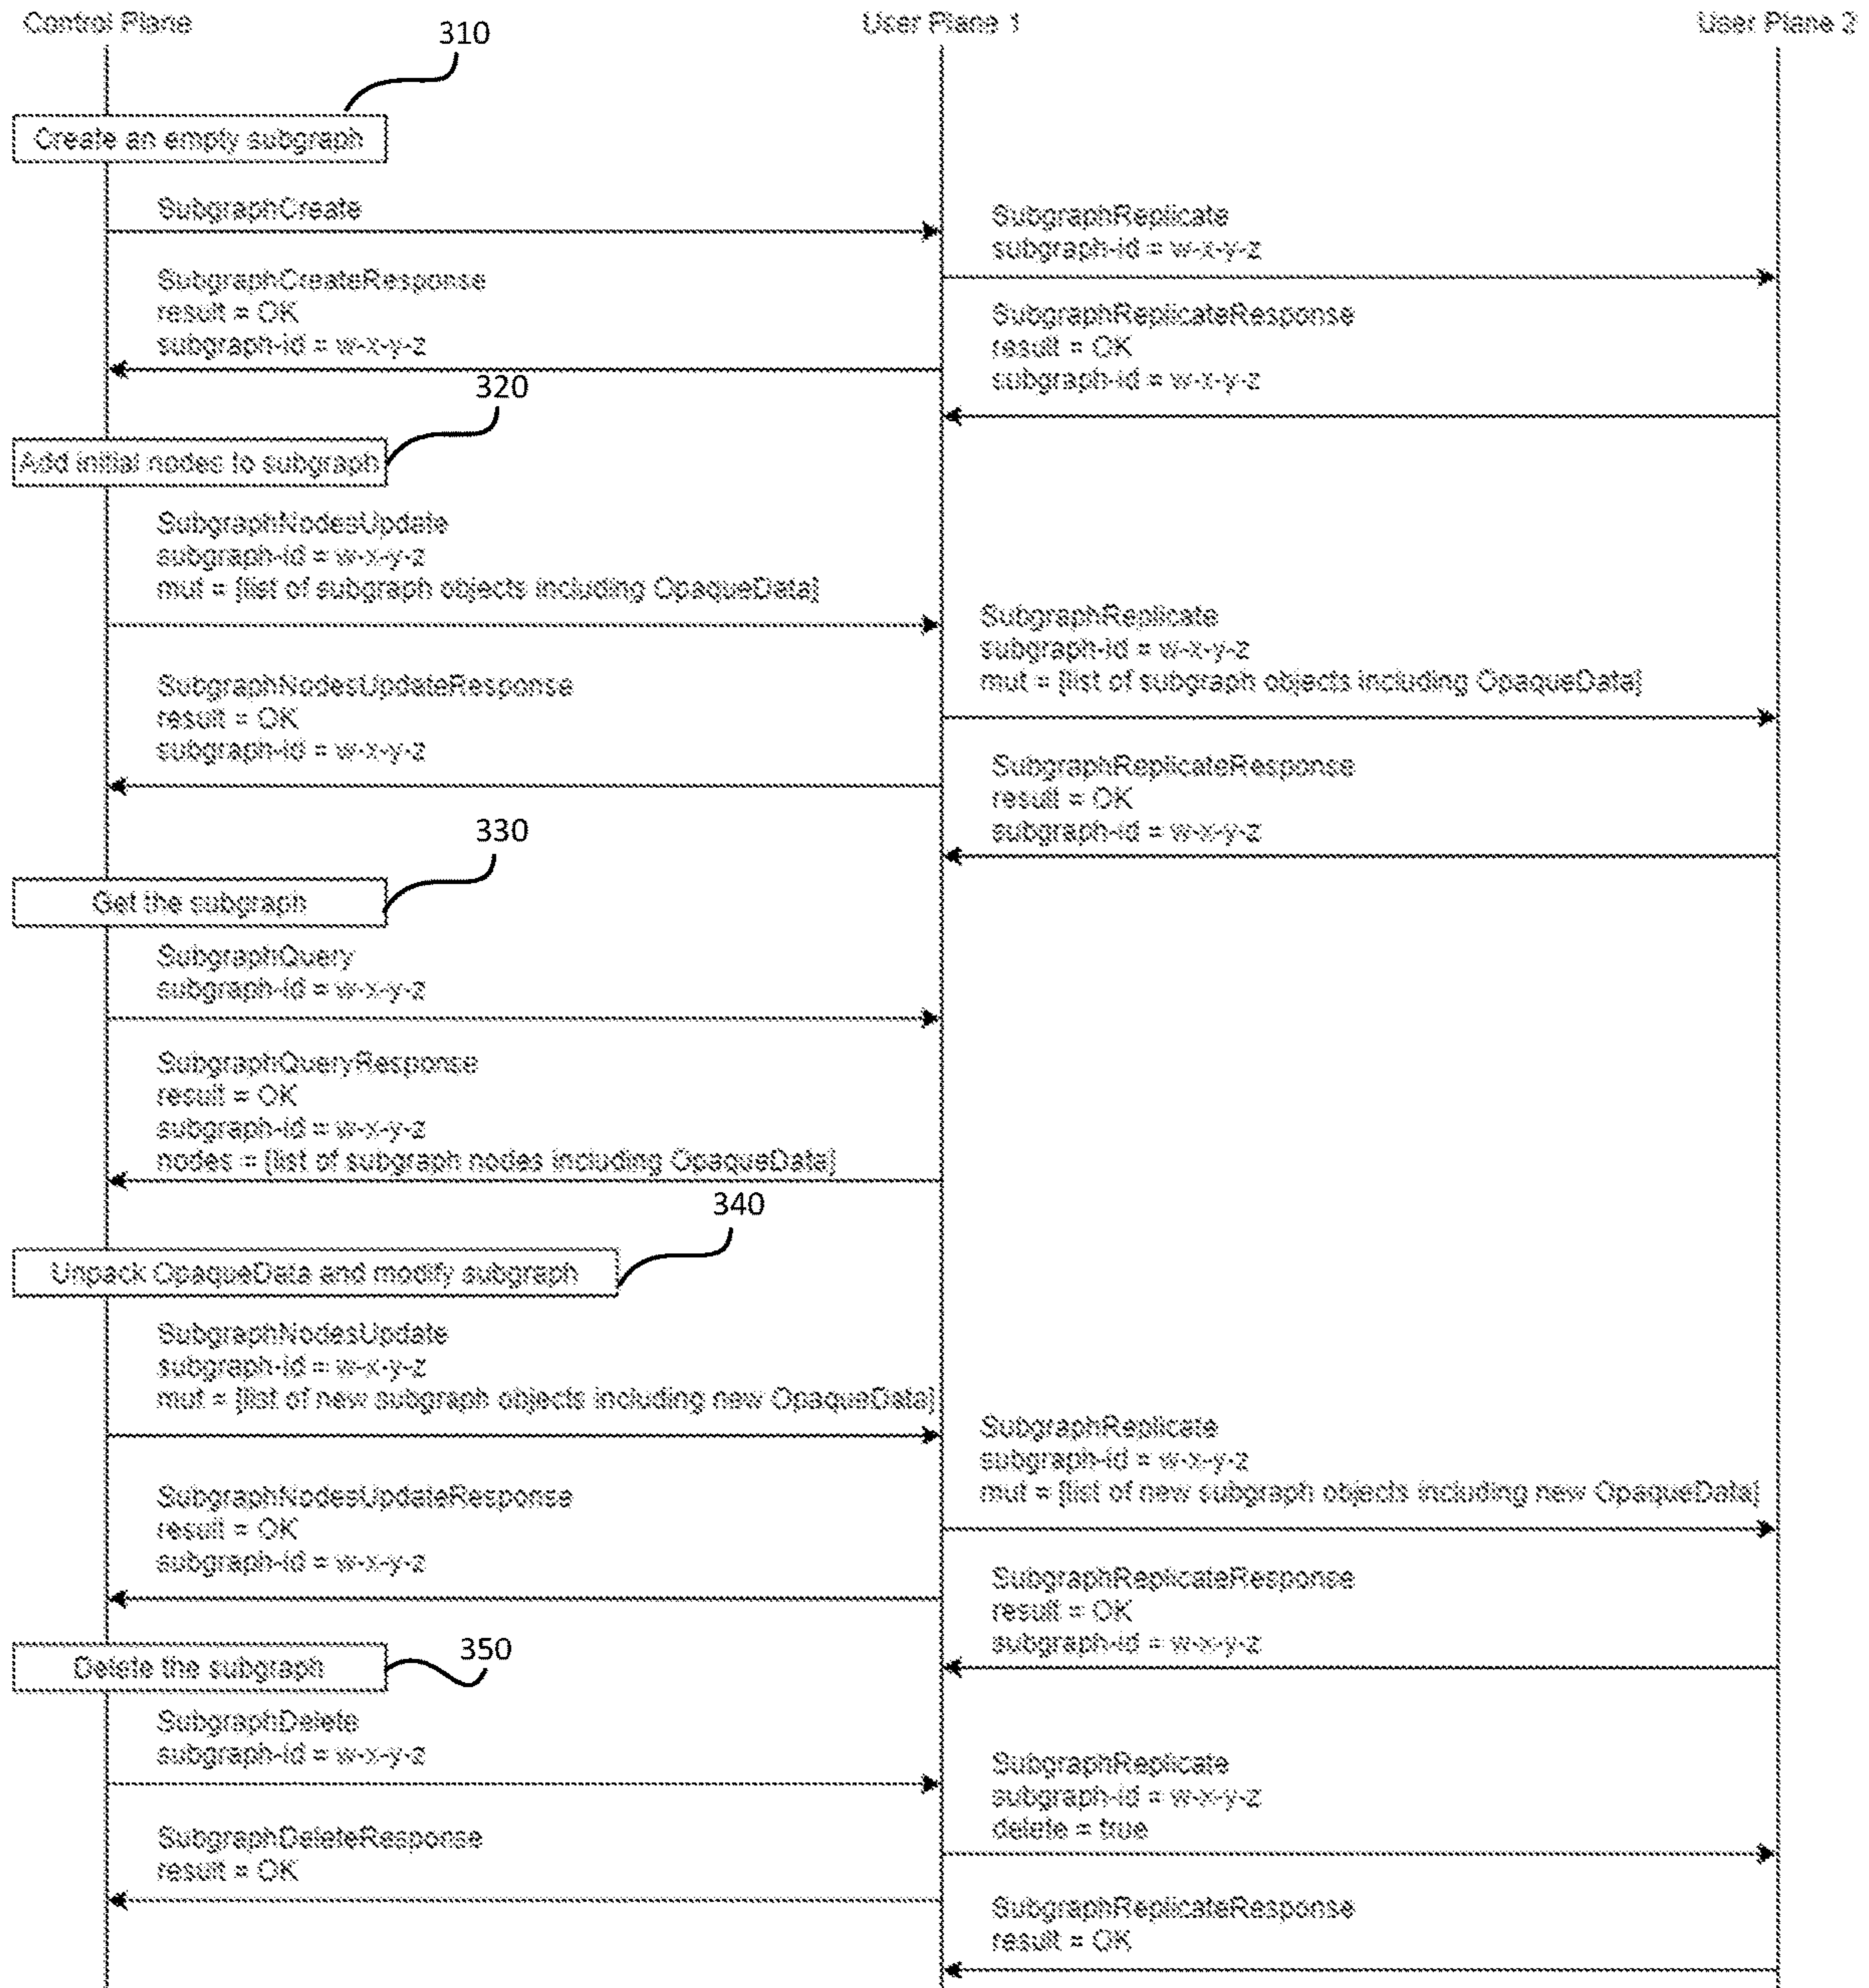 Control Plane
User Plane 1
User Plane 2
310
Create an empty subgraph
SubgraphCreate
SubgraphReplicate
subgraph-id = w-x-y-z
SubgraphCreateResponse
result = OK
subgraph-id = w-x-y-z
SubgraphReplicateResponse
result = OK
subgraph-id = w-x-y-z
320
Add initial nodes to subgraph
SubgraphNodesUpdate
subgraph-id = w-x-y-z
mut = [list of subgraph objects including OpaqueData]
SubgraphReplicate
subgraph-id = w-x-y-z
mut = [list of subgraph objects including OpaqueData]
SubgraphNodesUpdateResponse
result = OK
subgraph-id = w-x-y-z
SubgraphReplicateResponse
result = OK
subgraph-id = w-x-y-z
330
Get the subgraph
SubgraphQuery
subgraph-id = w-x-y-z
SubgraphQueryResponse
result = OK
subgraph-id = w-x-y-z
nodes = [list of subgraph nodes including OpaqueData]
340
Unpack OpaqueData and modify subgraph
SubgraphNodesUpdate
subgraph-id = w-x-y-z
mut = [list of new subgraph objects including new OpaqueData]
SubgraphReplicate
subgraph-id = w-x-y-z
mut = [list of new subgraph objects including new OpaqueData]
SubgraphNodesUpdateResponse
result = OK
subgraph-id = w-x-y-z
SubgraphReplicateResponse
result = OK
subgraph-id = w-x-y-z
350
Delete the subgraph
SubgraphDelete
subgraph-id = w-x-y-z
SubgraphReplicate
subgraph-id = w-x-y-z
delete = true
SubgraphDeleteResponse
result = OK
SubgraphReplicateResponse
result = OK